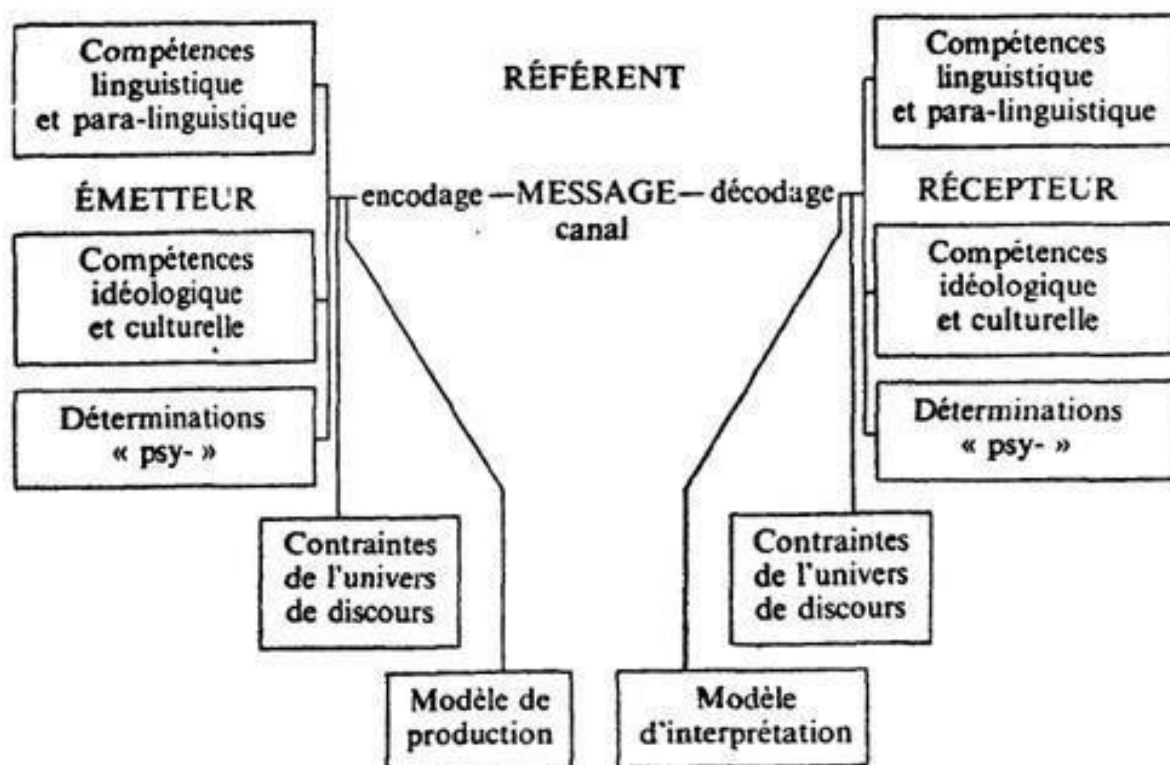 Compétences
linguistique
et para-linguistique
RÉFÉRENT
Compétences
linguistique
et para-linguistique
ÉMETTEUR
encodage — MESSAGE — décodage
canal
RÉCEPTEUR
Compétences
idéologique
et culturelle
Compétences
idéologique
et culturelle
Déterminations
« psy- »
Déterminations
« psy- »
Contraintes
de l'univers
de discours
Contraintes
de l'univers
de discours
Modèle de
production
Modèle
d'interprétation